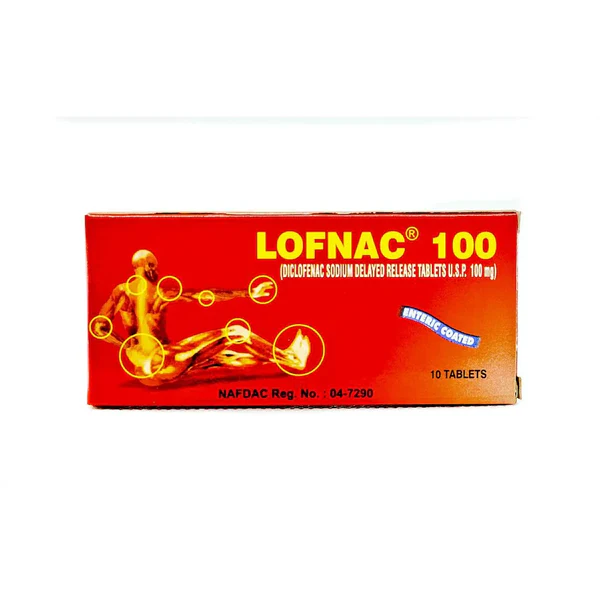 LOFNAC® 100
(DICLOFENAC SODIUM DELAYED RELEASE TABLETS U.S.P. 100 mg)
ENTERIC COATED
10 TABLETS
NAFDAC Reg. No. : 04-7290